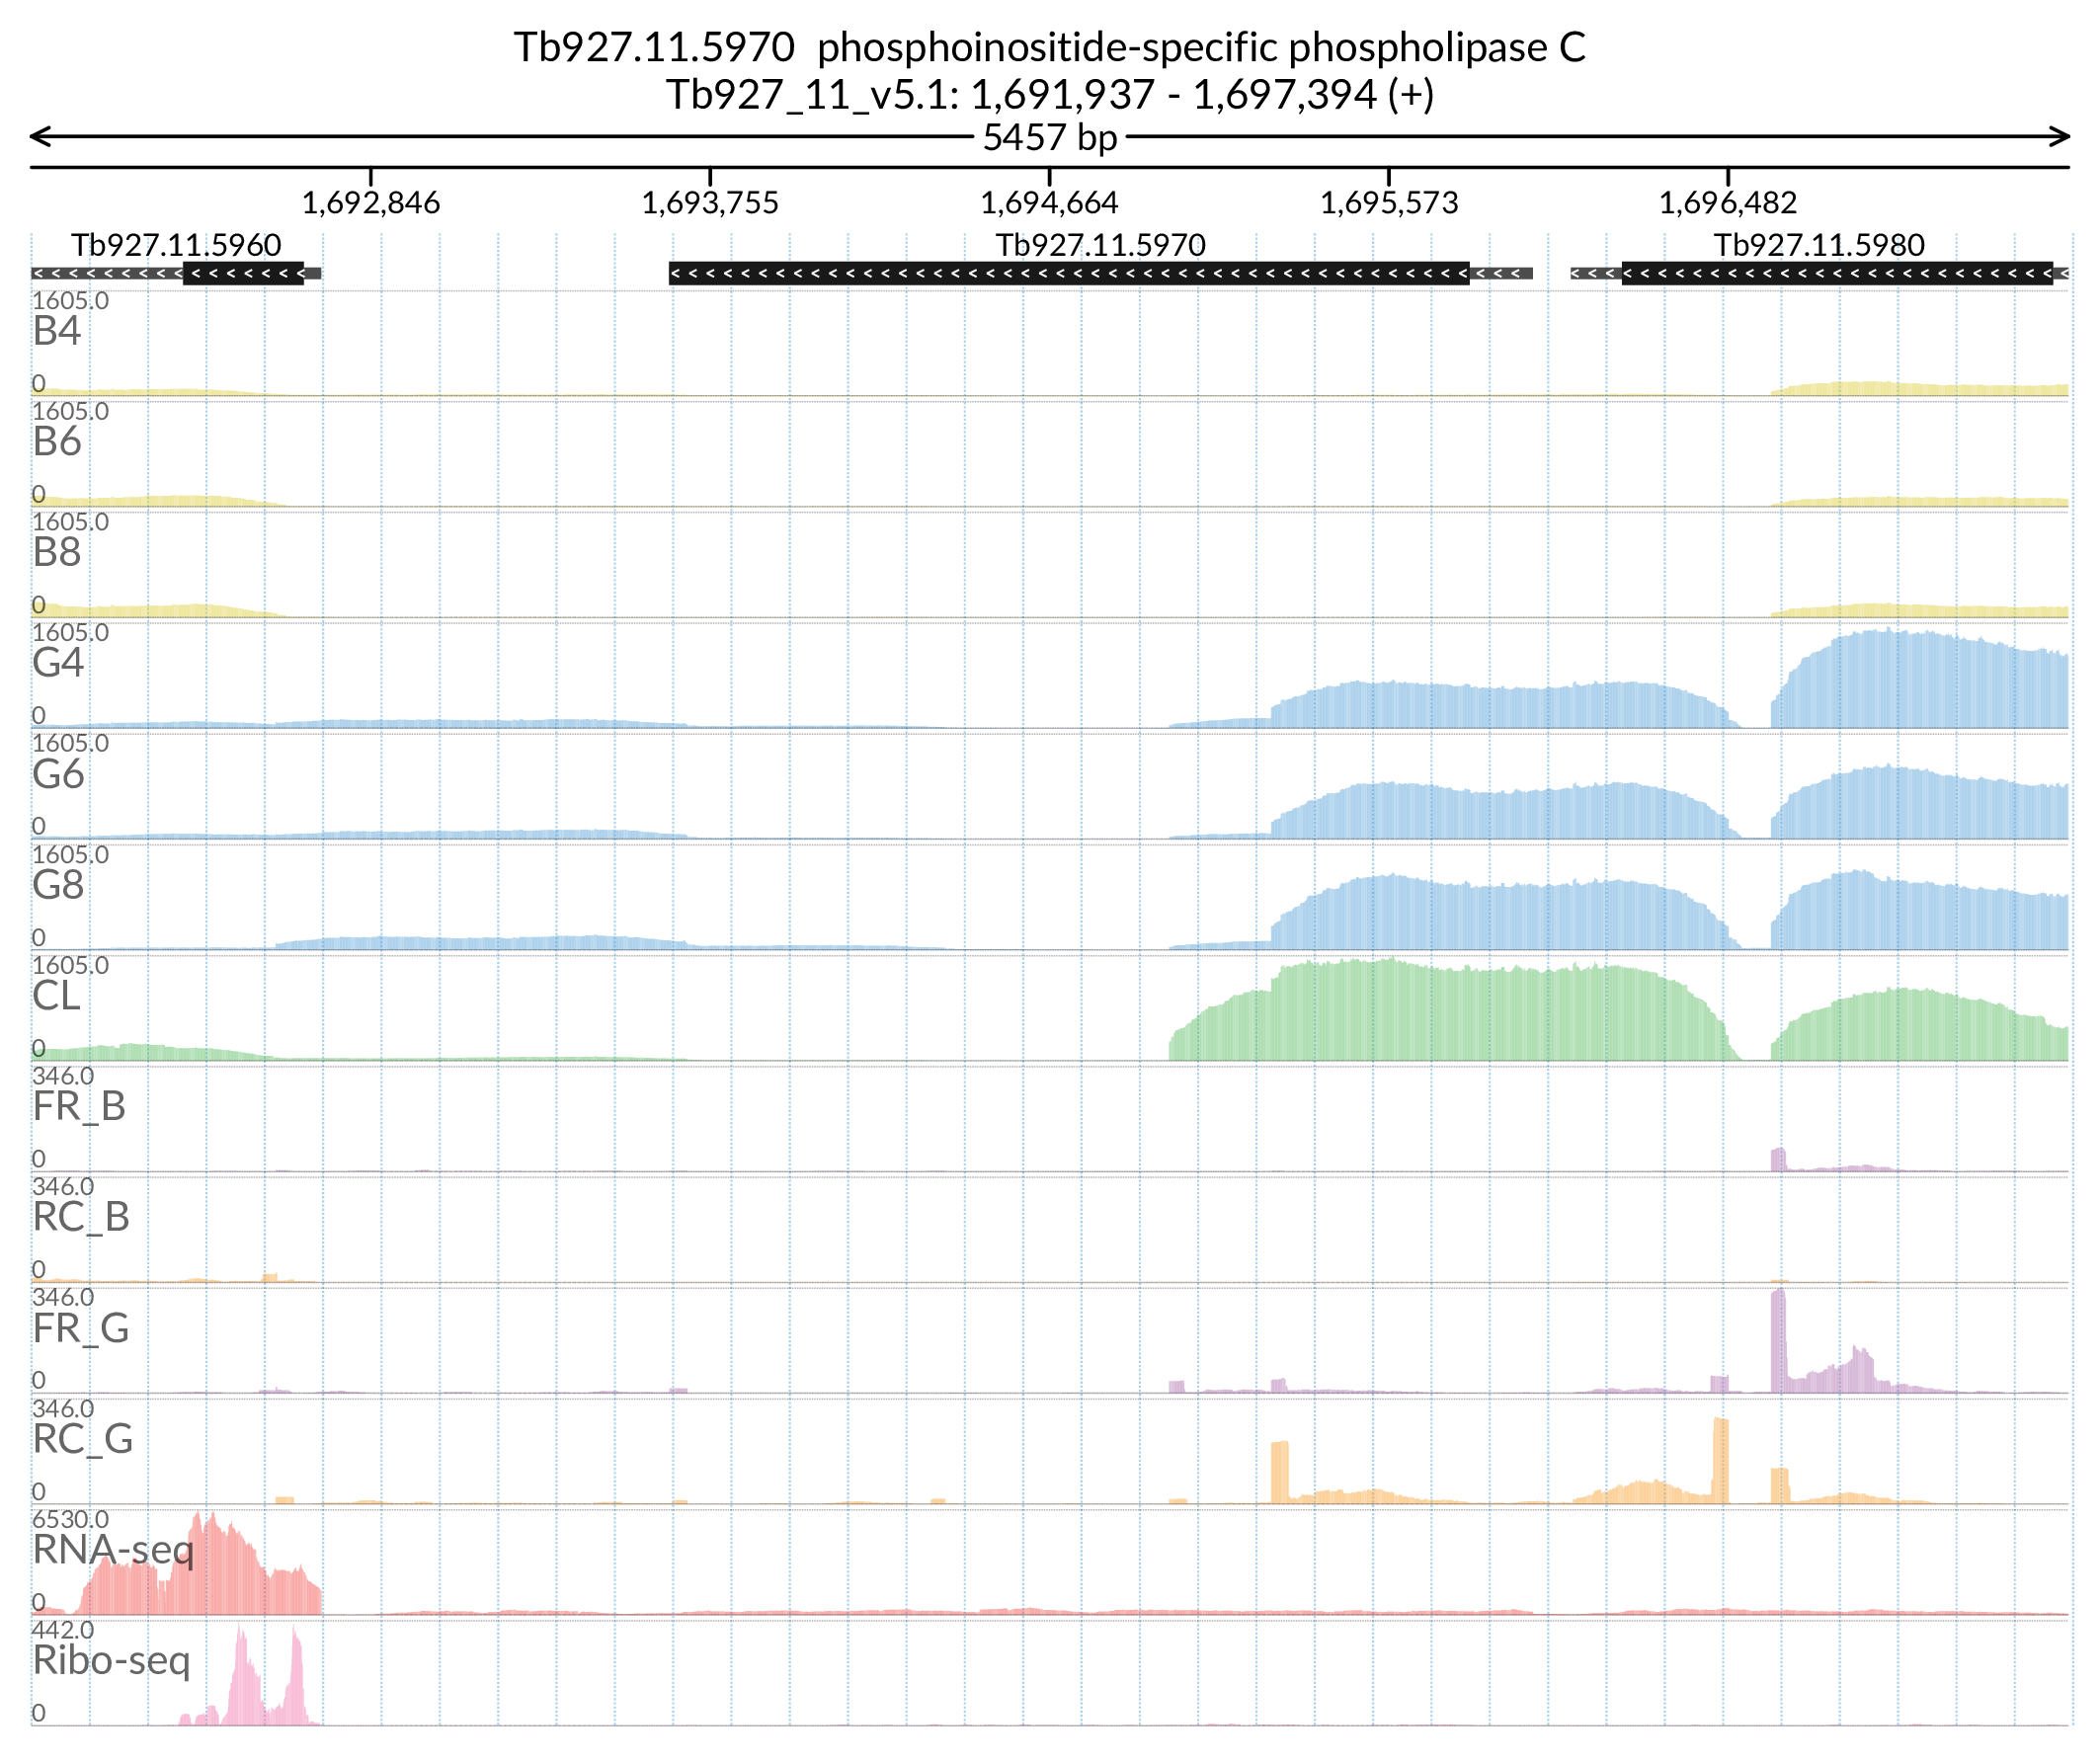 Tb927.11.5970 phosphoinositide-specific phospholipase C
Tb927_11_v5.1: 1,691,937 - 1,697,394 (+)
5457 bp
1,692,846 1,693,755 1,694,664 1,695,573 1,696,482
Tb927.11.5960 Tb927.11.5970 Tb927.11.5980
1605.0
B4
0
1605.0
B6
0
1605.0
B8
0
1605.0
G4
0
1605.0
G6
0
1605.0
G8
0
1605.0
CL
0
346.0
FR_B
0
346.0
RC_B
0
346.0
FR_G
0
346.0
RC_G
0
6530.0
RNA-seq
0
442.0
Ribo-seq
0